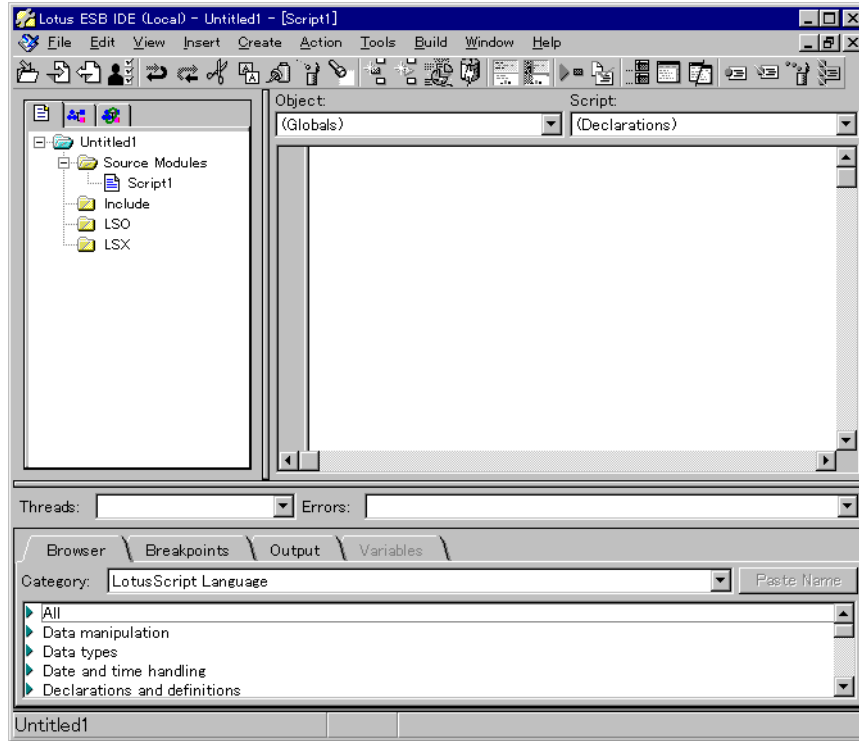 Lotus ESB IDE (Local) - Untitled1 - [Script1]
File Edit View Insert Create Action Tools Build Window Help
Object: Script:
(Globals) (Declarations)
Untitled1
Source Modules
Script1
Include
LSO
LSX
Threads: Errors:
Browser Breakpoints Output Variables
Category: LotusScript Language Paste Name
All
Data manipulation
Data types
Date and time handling
Declarations and definitions
Untitled1